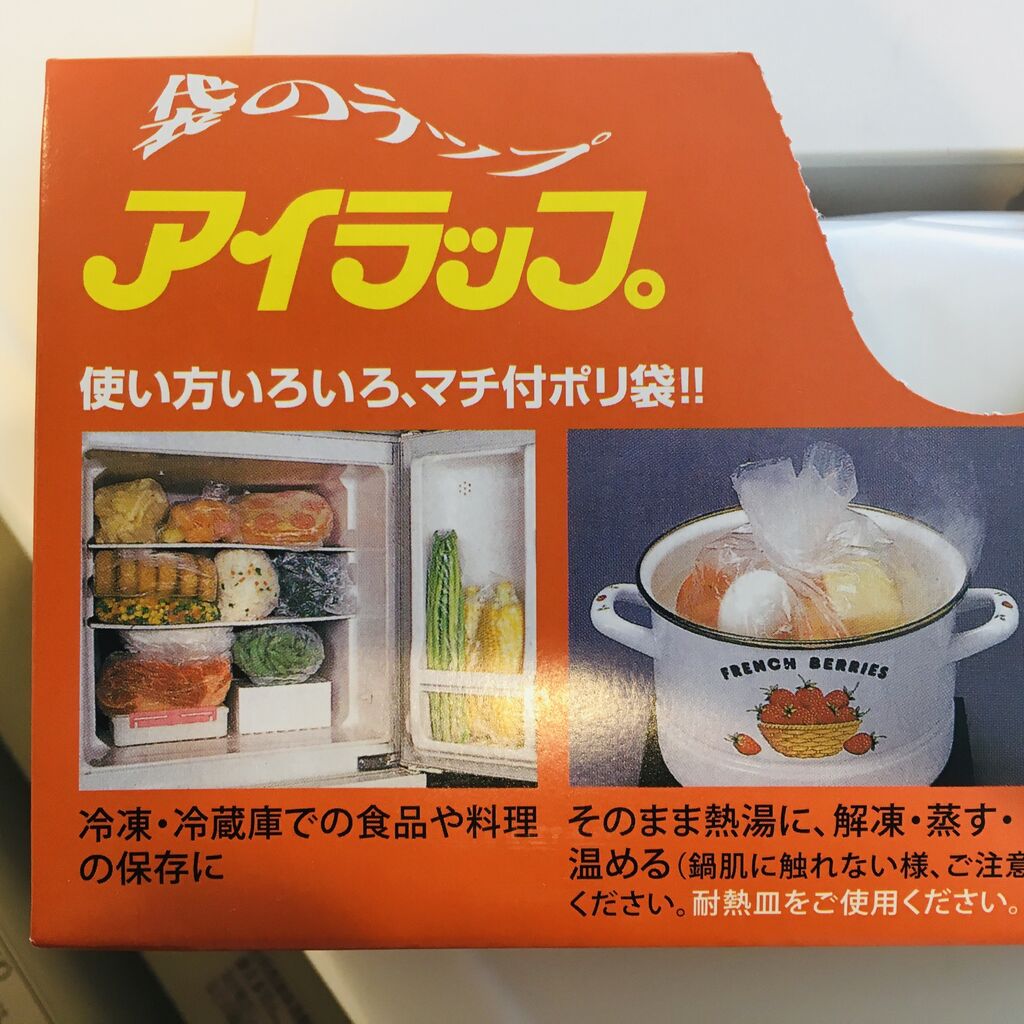 袋のラップ
アイラップ。
使い方いろいろ、マチ付ポリ袋!!
FRENCH BERRIES
冷凍・冷蔵庫での食品や料理
の保存に
そのまま熱湯に、解凍・蒸す・
温める(鍋肌に触れない様、ご注意
ください。耐熱皿をご使用ください。